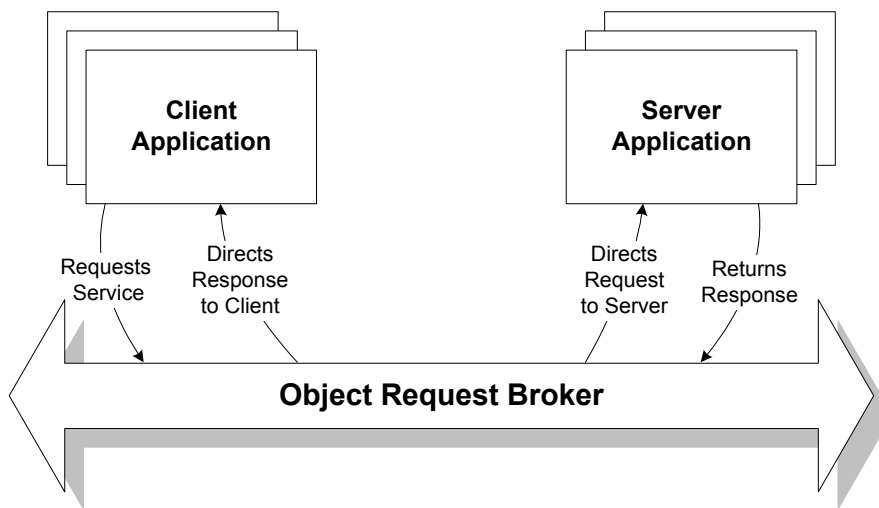 Client
Application
Server
Application
Requests
Service
Directs
Response
to Client
Directs
Request
to Server
Returns
Response
Object Request Broker